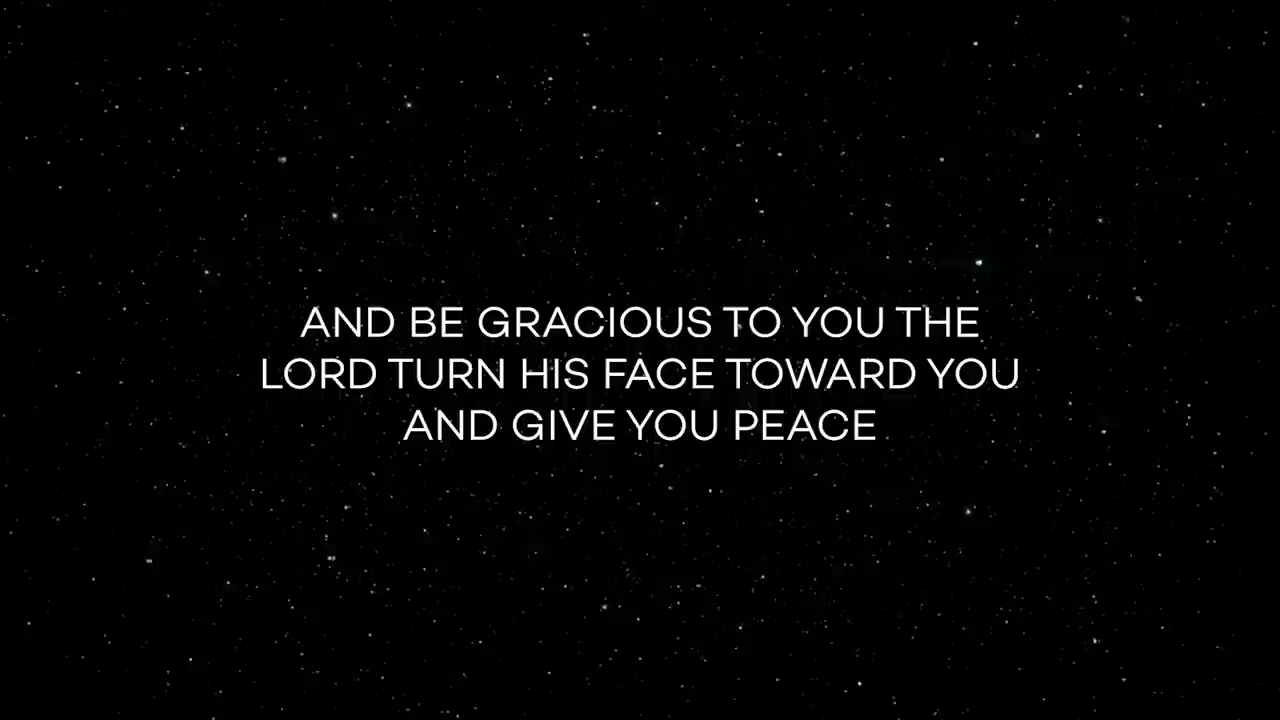 AND BE GRACIOUS TO YOU THE
LORD TURN HIS FACE TOWARD YOU
AND GIVE YOU PEACE